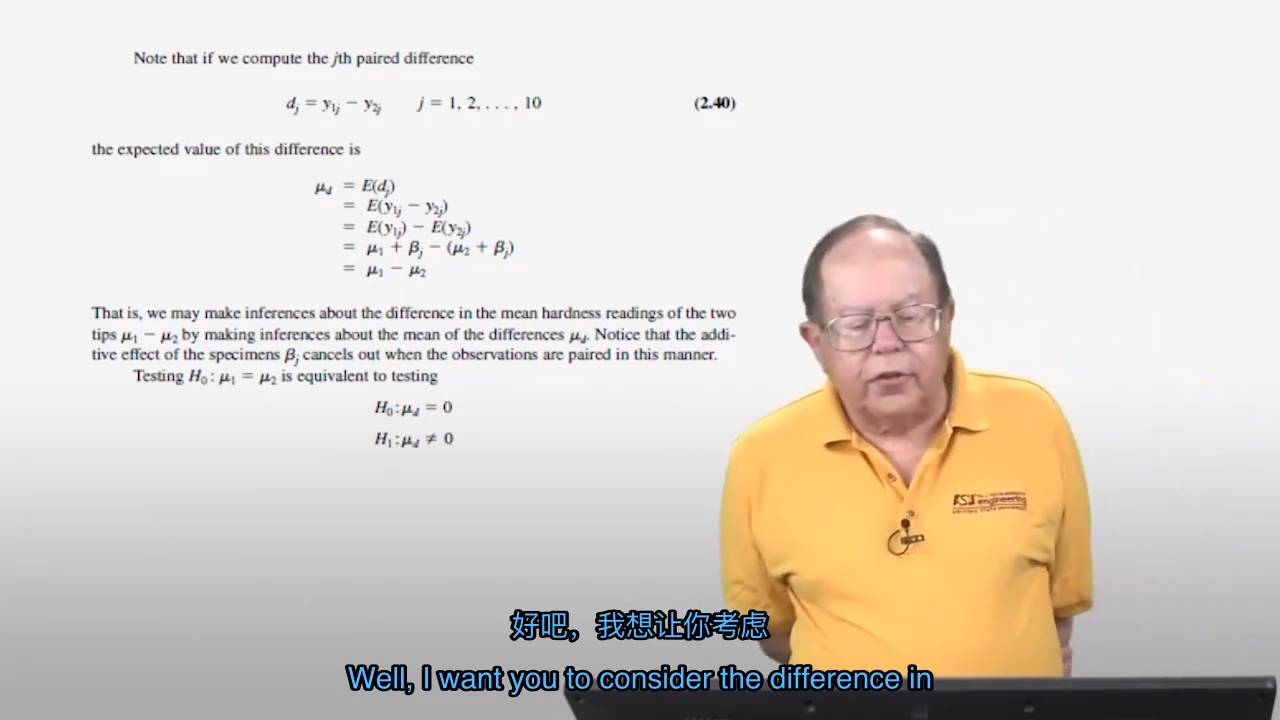 Note that if we compute the jth paired difference
d_j = y_1j − y_2j j = 1, 2, . . . , 10 (2.40)
the expected value of this difference is
μ_d = E(d_j)
= E(y_1j − y_2j)
= E(y_1j) − E(y_2j)
= μ_1 + β_j − (μ_2 + β_j)
= μ_1 − μ_2
That is, we may make inferences about the difference in the mean hardness readings of the two
tips μ_1 − μ_2 by making inferences about the mean of the differences μ_d. Notice that the addi-
tive effect of the specimens β_j cancels out when the observations are paired in this manner.
Testing H_0: μ_1 = μ_2 is equivalent to testing
H_0: μ_d = 0
H_1: μ_d ≠ 0
ASU
engineering
好吧，我想让你考虑
Well, I want you to consider the difference in